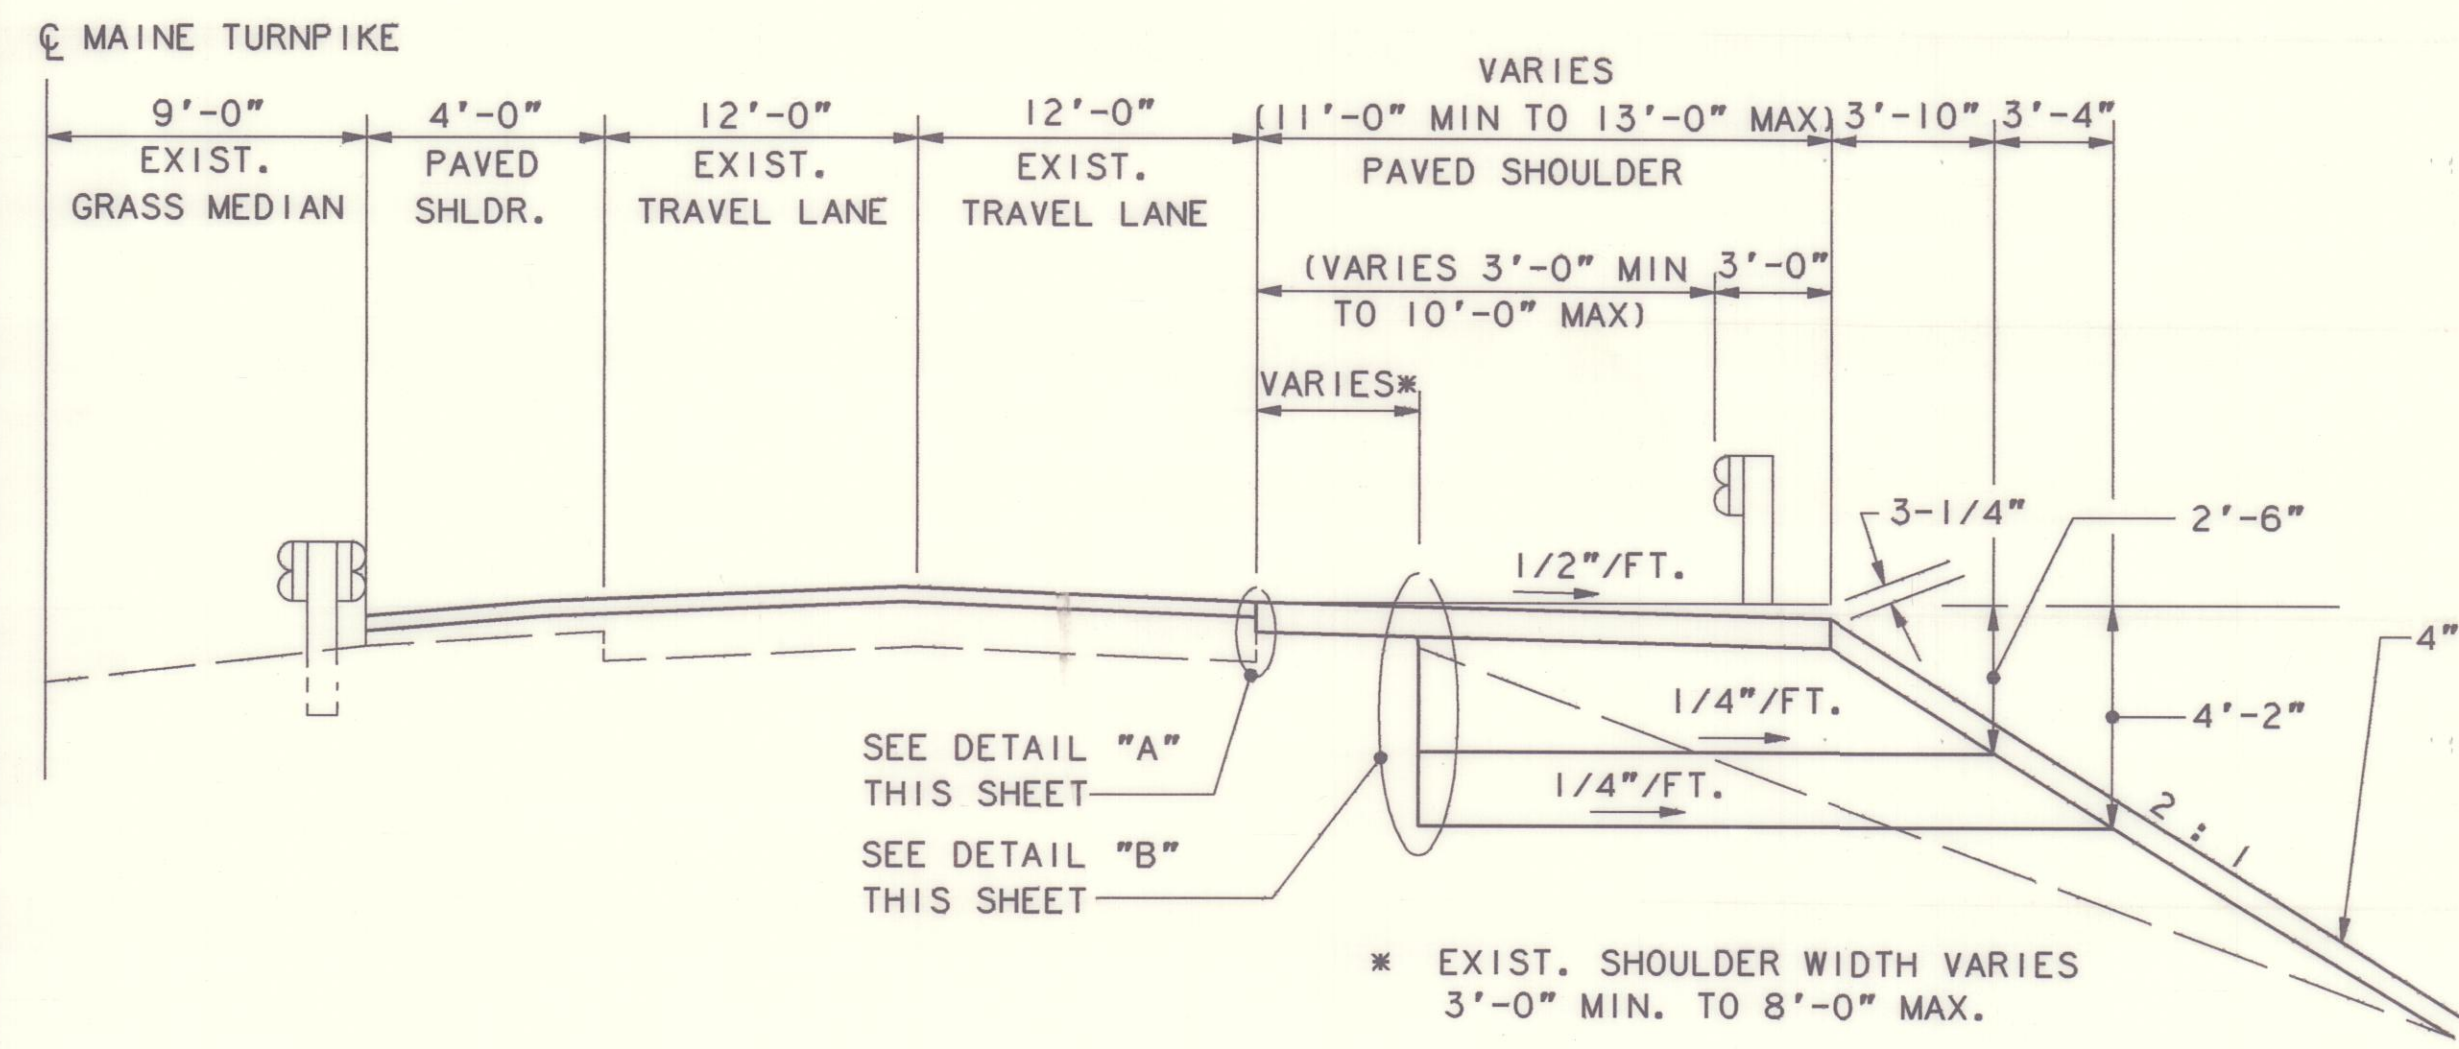 ℄ MAINE TURNPIKE
VARIES
9'-0" 4'-0" 12'-0" 12'-0" (11'-0" MIN TO 13'-0" MAX) 3'-10" 3'-4"
EXIST. PAVED EXIST. EXIST. PAVED SHOULDER
GRASS MEDIAN SHLDR. TRAVEL LANE TRAVEL LANE
(VARIES 3'-0" MIN 3'-0"
TO 10'-0" MAX)
VARIES*
3-1/4" 2'-6"
1/2"/FT.
4"
1/4"/FT. 4'-2"
SEE DETAIL "A"
THIS SHEET
1/4"/FT.
2 : 1
SEE DETAIL "B"
THIS SHEET
* EXIST. SHOULDER WIDTH VARIES
3'-0" MIN. TO 8'-0" MAX.